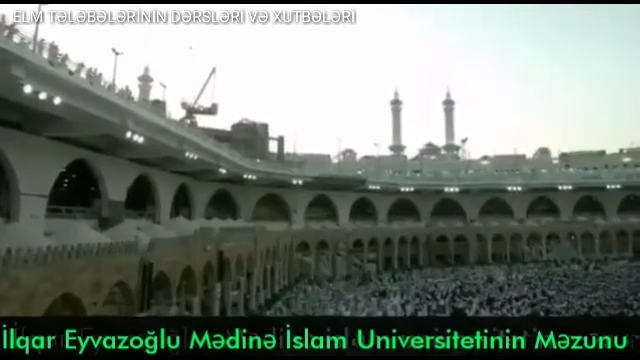 ELM TƏLƏBƏLƏRİNİN DƏRSLƏRİ VƏ XUTBƏLƏRİ
İlqar Eyvazoğlu Mədinə İslam Universitetinin Məzunu